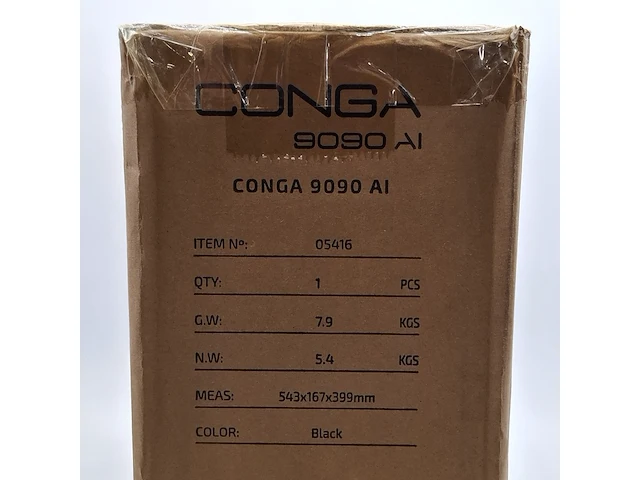 CONGA
9090 AI
CONGA 9090 AI
ITEM Nº: 05416
QTY: 1 PCS
G.W: 7.9 KGS
N.W: 5.4 KGS
MEAS: 543x167x399mm
COLOR: Black